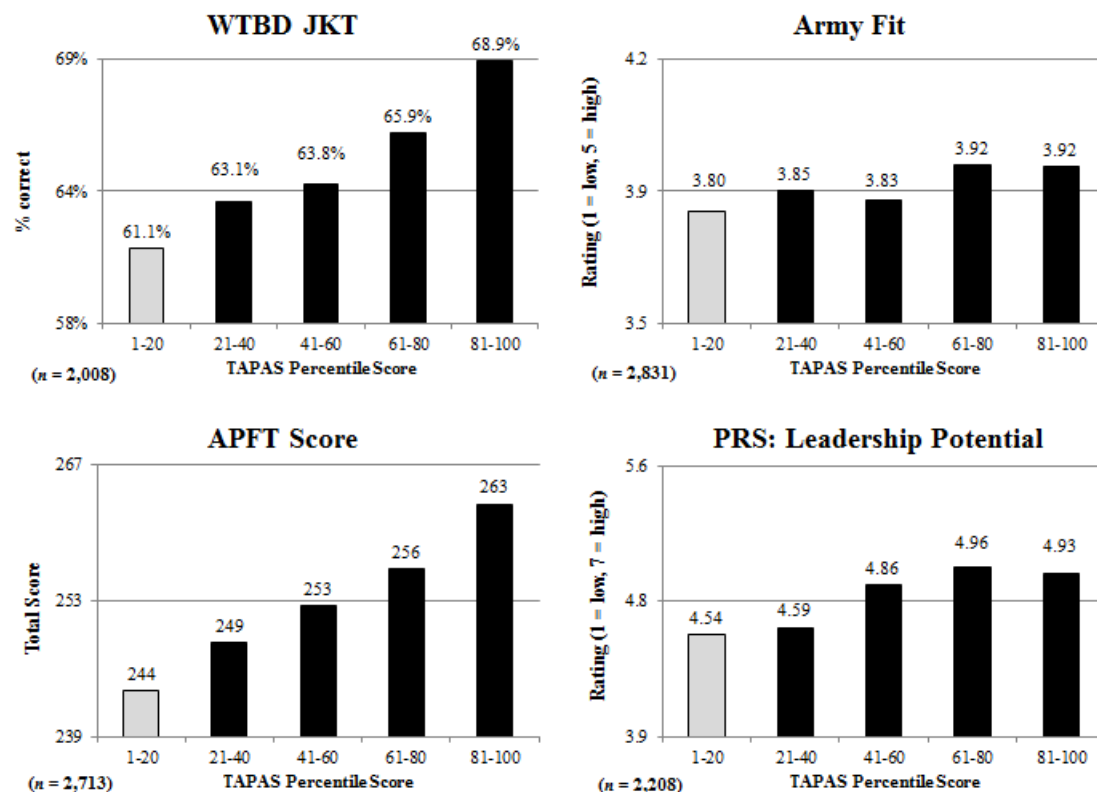 WTBD JKT
69%
64%
58%
% correct
61.1%
63.1%
63.8%
65.9%
68.9%
1-20 21-40 41-60 61-80 81-100
TAPAS Percentile Score
(n = 2,008)
Army Fit
4.2
3.9
3.5
Rating (1 = low, 5 = high)
3.80
3.85
3.83
3.92
3.92
1-20 21-40 41-60 61-80 81-100
TAPAS Percentile Score
(n = 2,831)
APFT Score
267
253
239
Total Score
244
249
253
256
263
1-20 21-40 41-60 61-80 81-100
TAPAS Percentile Score
(n = 2,713)
PRS: Leadership Potential
5.6
4.8
3.9
Rating (1 = low, 7 = high)
4.54
4.59
4.86
4.96
4.93
1-20 21-40 41-60 61-80 81-100
TAPAS Percentile Score
(n = 2,208)